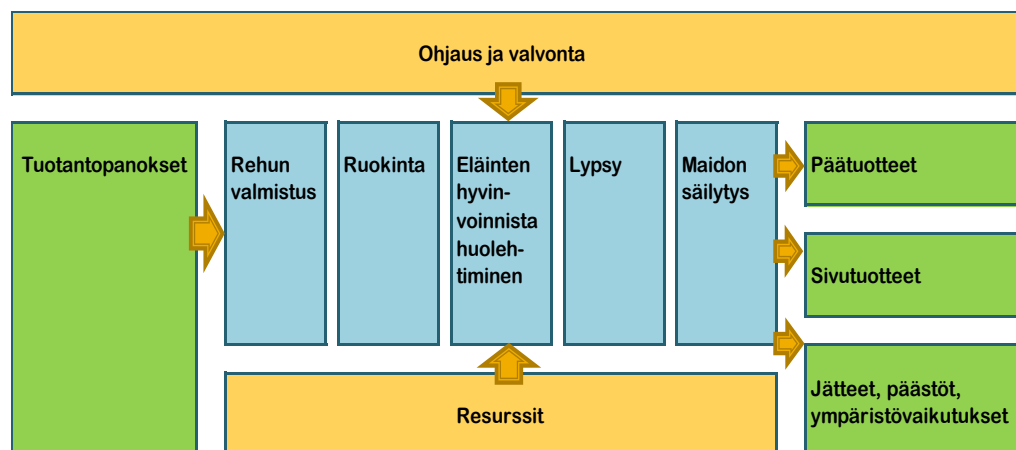 Ohjaus ja valvonta
Tuotantopanokset
Rehun
valmistus
Ruokinta
Eläinten
hyvin-
voinnista
huoleh-
timinen
Lypsy
Maidon
säilytys
Päätuotteet
Sivutuotteet
Jätteet, päästöt,
ympäristövaikutukset
Resurssit